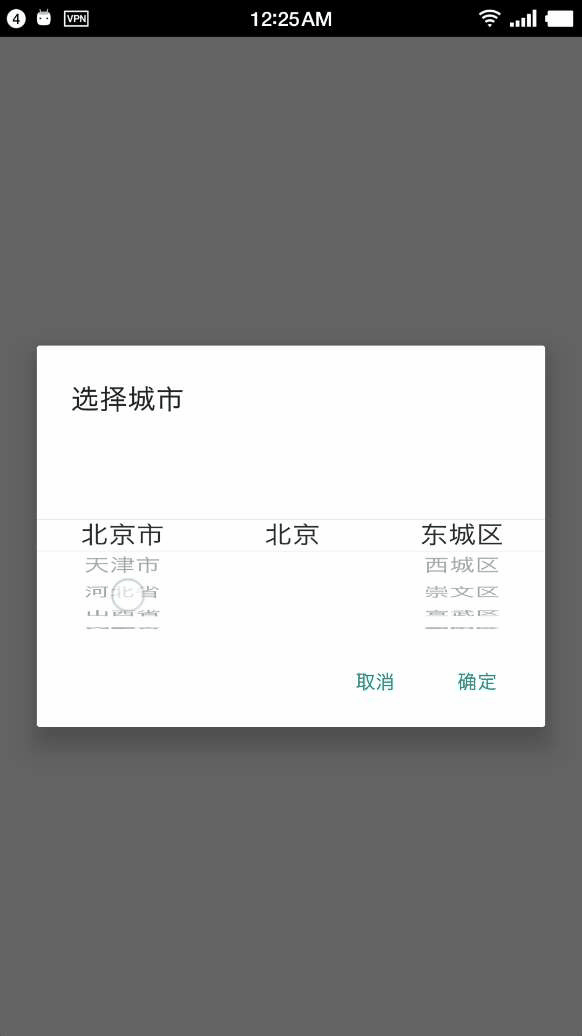 4 VPN 12:25AM
选择城市
北京市 北京 东城区
天津市 西城区
河北省 崇文区
山西省 宣武区
取消 确定